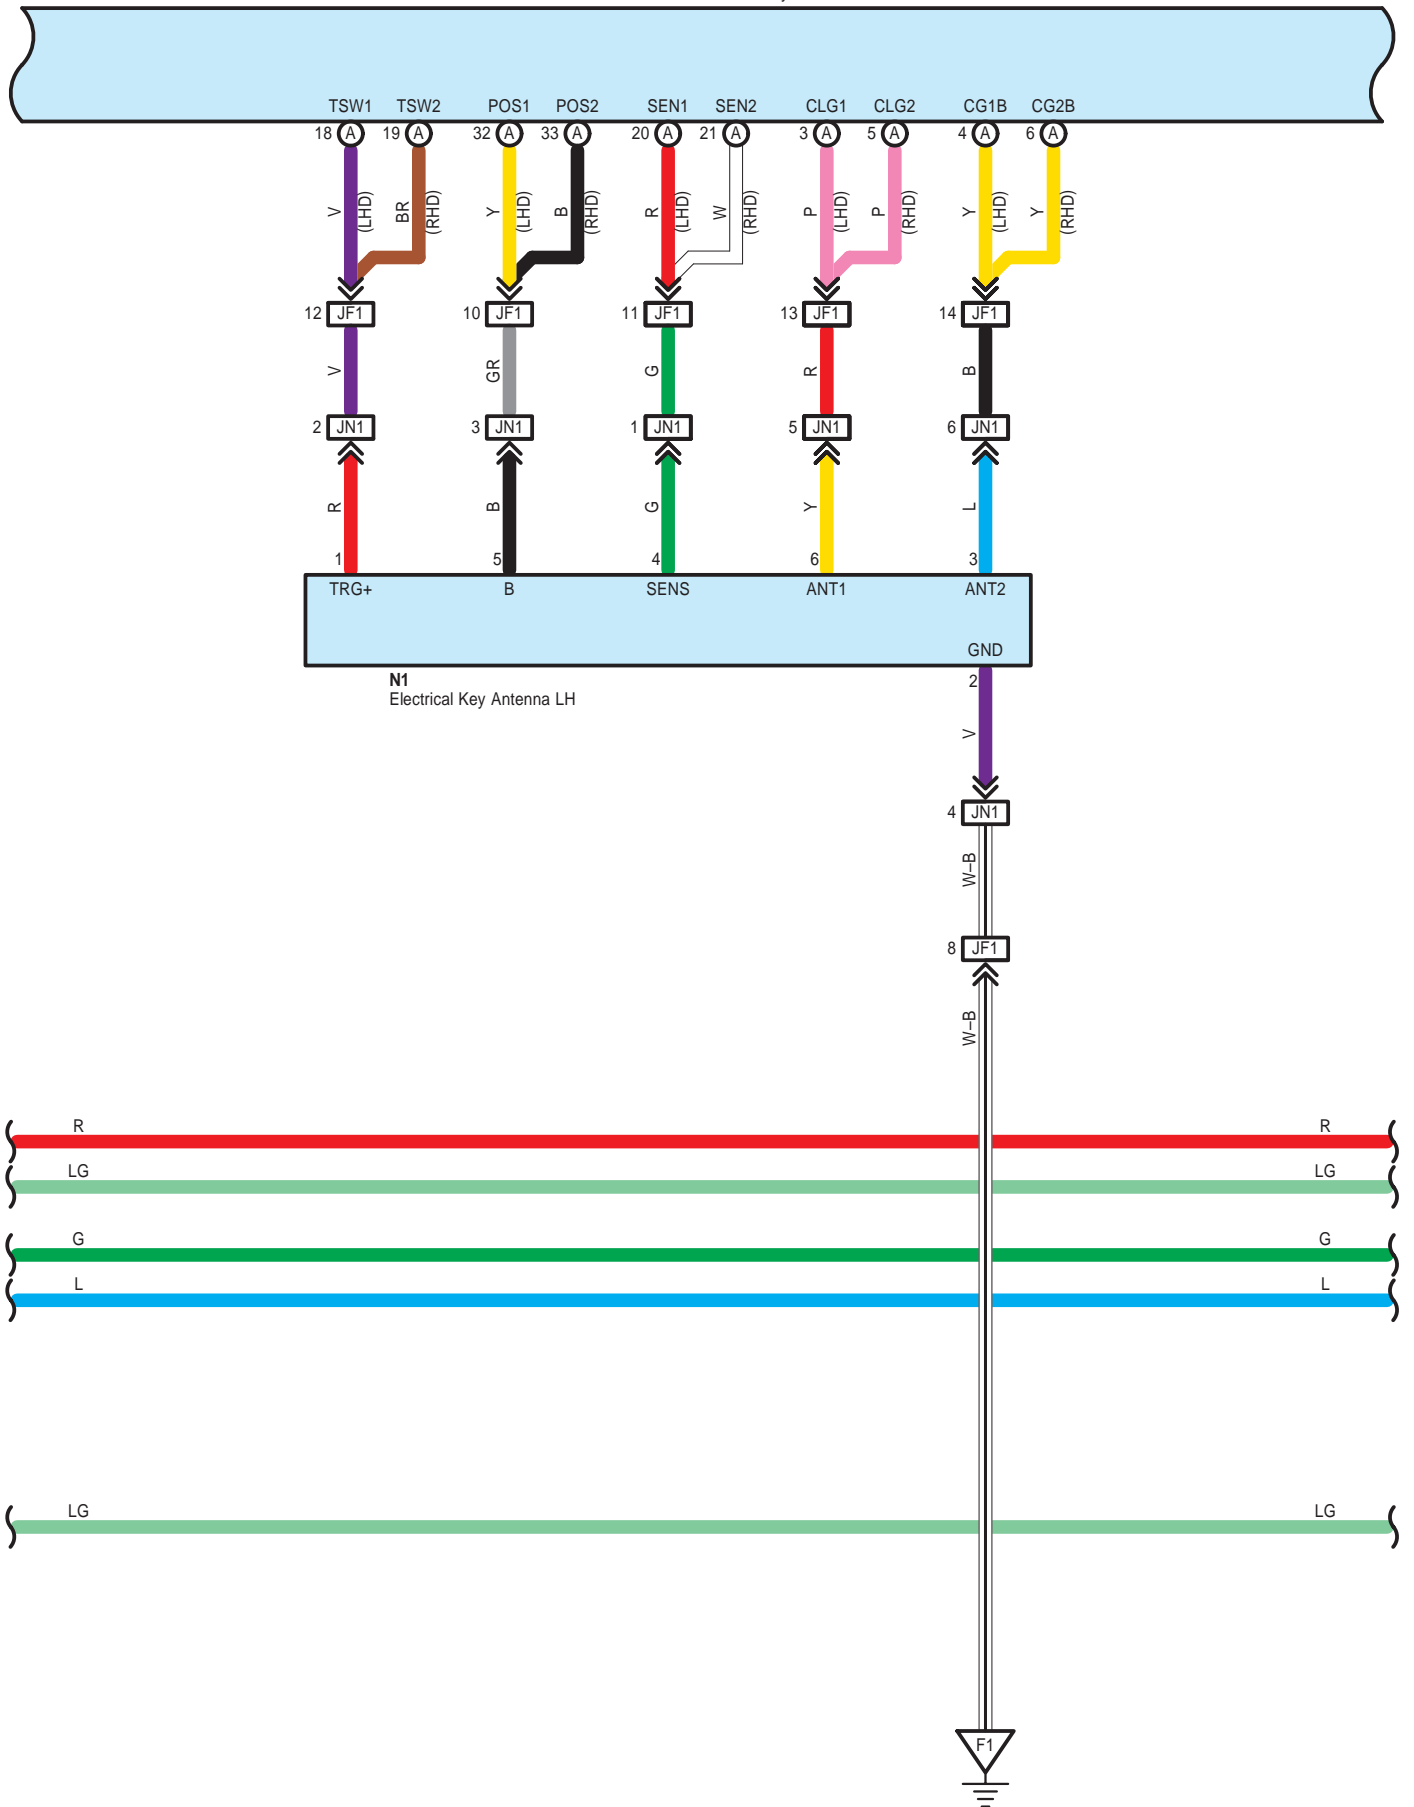 TSW1 TSW2 POS1 POS2 SEN1 SEN2 CLG1 CLG2 CG1B CG2B
18 A 19 A 32 A 33 A 20 A 21 A 3 A 5 A 4 A 6 A
V (LHD) BR (RHD) Y (LHD) B (RHD) R (LHD) W (RHD) P (LHD) P (RHD) Y (LHD) Y (RHD)
12 JF1 10 JF1 11 JF1 13 JF1 14 JF1
V GR G R B
2 JN1 3 JN1 1 JN1 5 JN1 6 JN1
R B G Y L
1 5 4 6 3
TRG+ B SENS ANT1 ANT2
GND
N1 2
Electrical Key Antenna LH
V
4 JN1
W–B
8 JF1
W–B
R R
LG LG
G G
L L
LG LG
F1